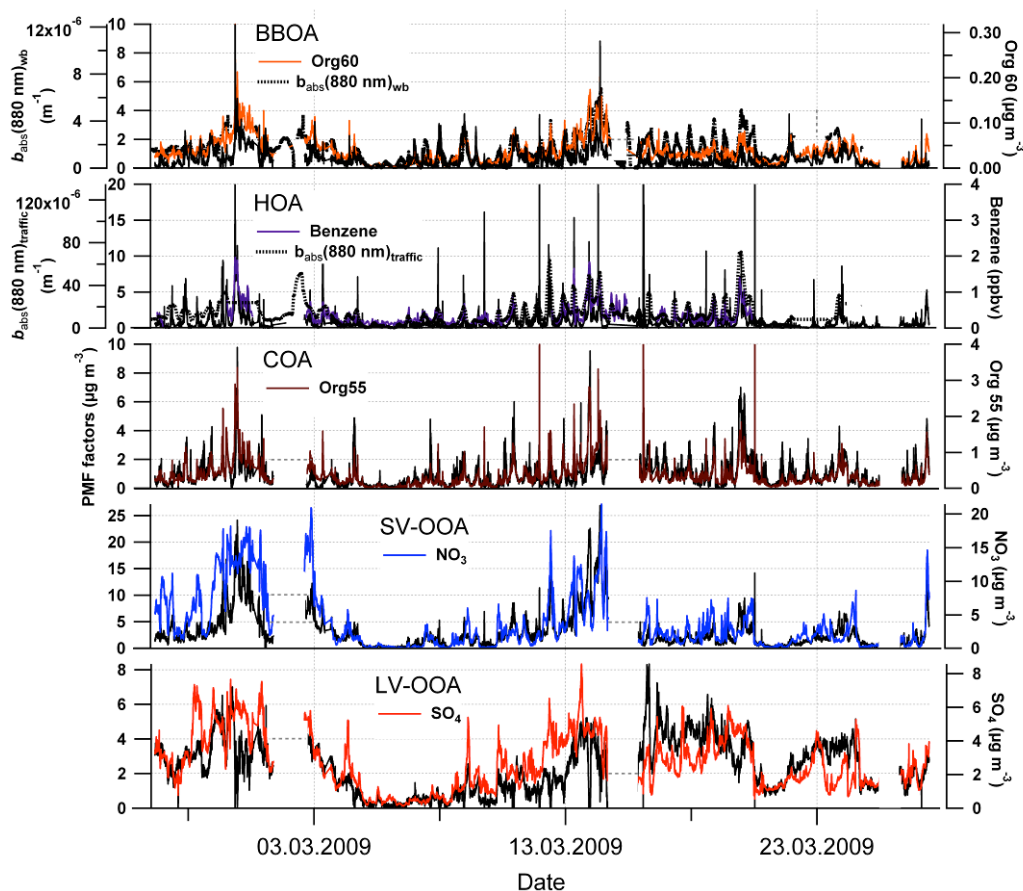 12x10⁻⁶
8
4
0
b_abs(880 nm)_wb
(m⁻¹)
10
8
6
4
2
0
BBOA
Org60
b_abs(880 nm)_wb
0.30
0.20
0.10
0.00
Org 60 (µg m⁻³)
120x10⁻⁶
80
40
0
b_abs(880 nm)_traffic
(m⁻¹)
20
15
10
5
0
HOA
Benzene
b_abs(880 nm)_traffic
4
3
2
1
0
Benzene (ppbv)
PMF factors (µg m⁻³)
10
8
6
4
2
0
COA
Org55
4
3
2
1
0
Org 55 (µg m⁻³)
25
20
15
10
5
0
SV-OOA
NO₃
20
15
10
5
0
NO₃ (µg m⁻³)
8
6
4
2
0
LV-OOA
SO₄
8
6
4
2
0
SO₄ (µg m⁻³)
03.03.2009 13.03.2009 23.03.2009
Date